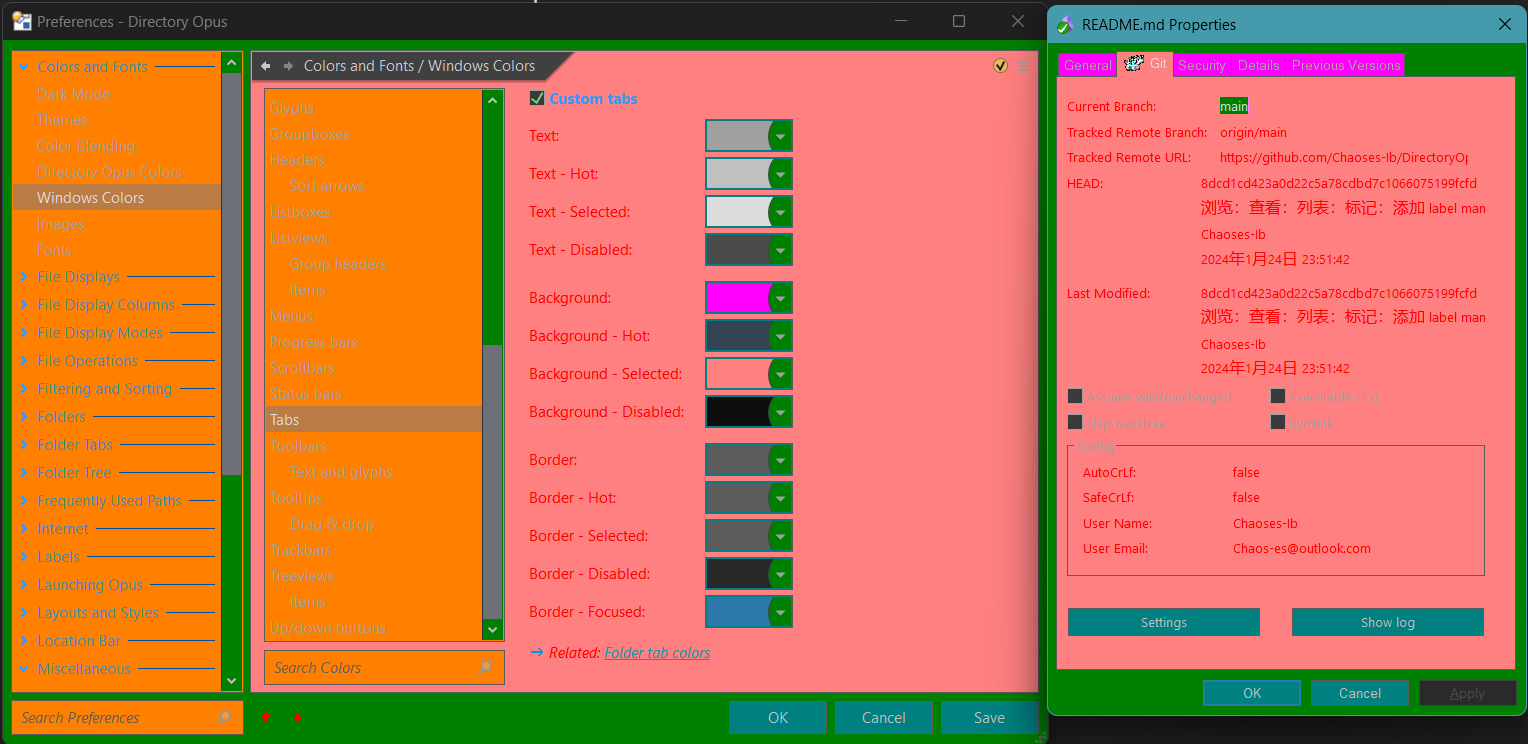 Preferences - Directory Opus
Colors and Fonts
Dark Mode
Themes
Color Blending
Directory Opus Colors
Windows Colors
Images
Fonts
File Displays
File Display Columns
File Display Modes
File Operations
Filtering and Sorting
Folders
Folder Tabs
Folder Tree
Frequently Used Paths
Internet
Labels
Launching Opus
Layouts and Styles
Location Bar
Miscellaneous
Search Preferences
Colors and Fonts / Windows Colors
Glyphs
Groupboxes
Headers
Sort arrows
Listboxes
Listviews
Group headers
Items
Menus
Progress bars
Scrollbars
Status bars
Tabs
Toolbars
Text and glyphs
Tooltips
Drag & drop
Trackbars
Treeviews
Items
Up/down buttons
Search Colors
Custom tabs
Text:
Text - Hot:
Text - Selected:
Text - Disabled:
Background:
Background - Hot:
Background - Selected:
Background - Disabled:
Border:
Border - Hot:
Border - Selected:
Border - Disabled:
Border - Focused:
→ Related: Folder tab colors
OK Cancel Save
README.md Properties
General Git Security Details Previous Versions
Current Branch: main
Tracked Remote Branch: origin/main
Tracked Remote URL: https://github.com/Chaoses-Ib/DirectoryOp
HEAD: 8dcd1cd423a0d22c5a78cdbd7c1066075199fcfd
浏览：查看：列表：标记：添加 label man
Chaoses-Ib
2024年1月24日 23:51:42
Last Modified: 8dcd1cd423a0d22c5a78cdbd7c1066075199fcfd
浏览：查看：列表：标记：添加 label man
Chaoses-Ib
2024年1月24日 23:51:42
Assume valid/unchanged Executable (+x)
Skip worktree Symlink
Config
AutoCrLf: false
SafeCrLf: false
User Name: Chaoses-Ib
User Email: Chaos-es@outlook.com
Settings Show log
OK Cancel Apply